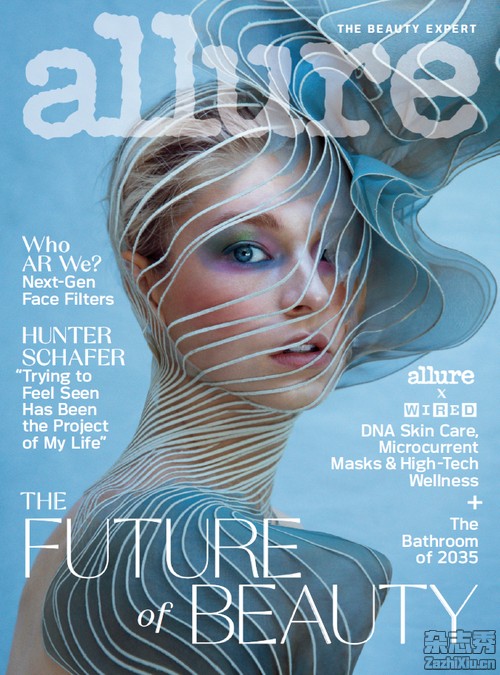 THE BEAUTY EXPERT
allure
Who
AR We?
Next-Gen
Face Filters
HUNTER
SCHAFER
“Trying to
Feel Seen
Has Been
the Project
of My Life”
allure
x
WIRED
DNA Skin Care,
Microcurrent
Masks & High-Tech
Wellness
+
The
Bathroom
of 2035
THE
FUTURE
of BEAUTY
杂志秀
ZazhiXiu.cn